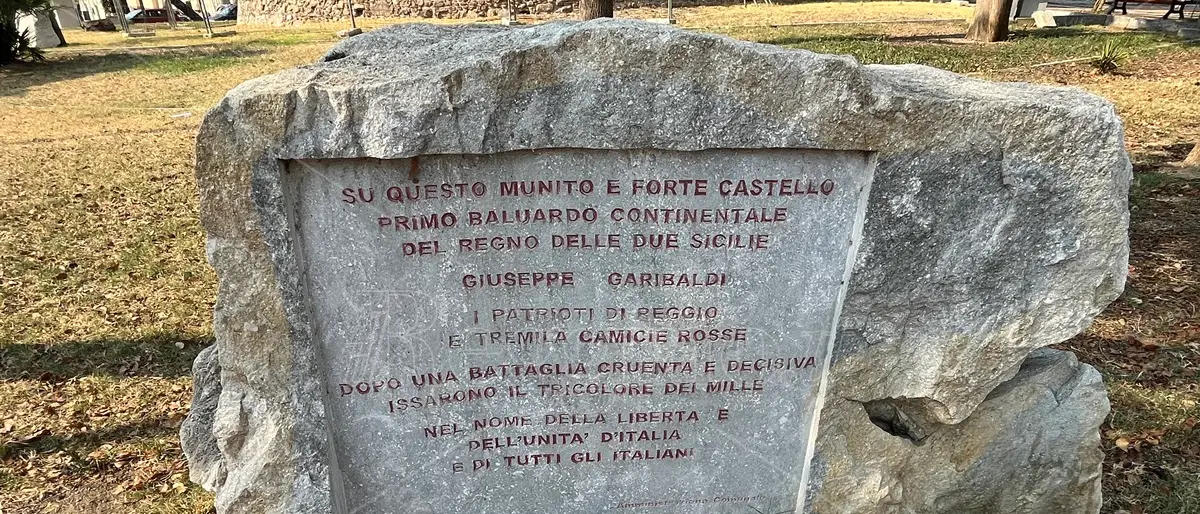 SU QUESTO MUNITO E FORTE CASTELLO
PRIMO BALUARDO CONTINENTALE
DEL REGNO DELLE DUE SICILIE
GIUSEPPE GARIBALDI
I PATRIOTI DI REGGIO
E TREMILA CAMICIE ROSSE
DOPO UNA BATTAGLIA CRUENTA E DECISIVA
ISSARONO IL TRICOLORE DEI MILLE
NEL NOME DELLA LIBERTA' E
DELL'UNITA' D'ITALIA
E DI TUTTI GLI ITALIANI
Amministrazione Comunale